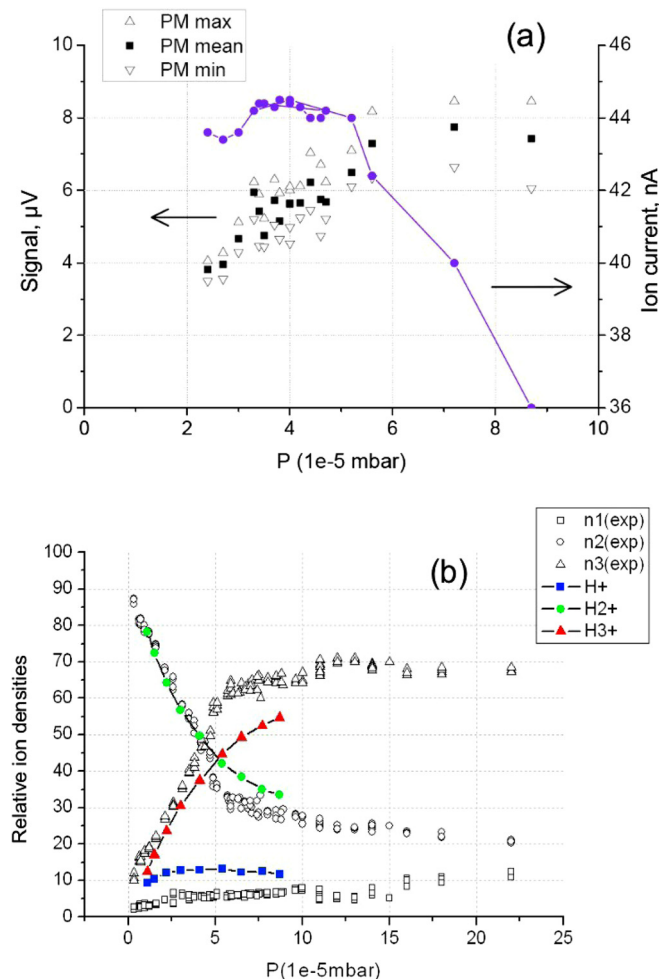 PM max
PM mean
PM min
(a)
10
8
6
4
2
0
Signal, µV
46
44
42
40
38
36
Ion current, nA
0 2 4 6 8 10
P (1e-5 mbar)
n1(exp)
n2(exp)
n3(exp)
H+
H2+
H3+
(b)
100
90
80
70
60
50
40
30
20
10
0
Relative ion densities
0 5 10 15 20 25
P(1e-5mbar)